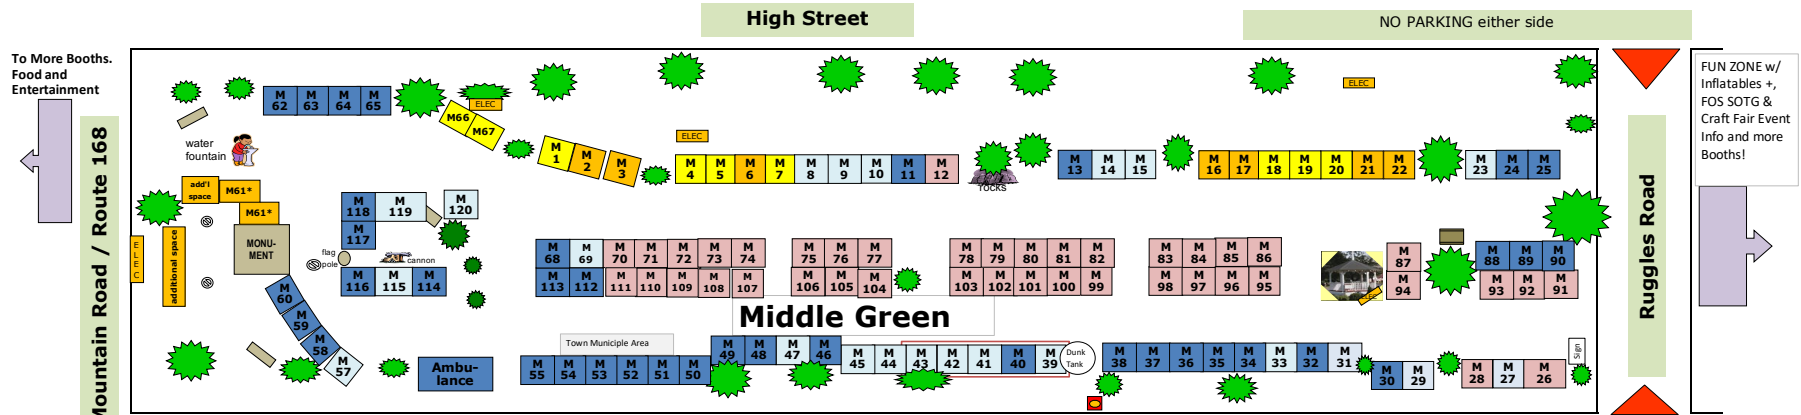 High Street
NO PARKING either side
To More Booths.
Food and
Entertainment
FUN ZONE w/
Inflatables +,
FOS SOTG &
Craft Fair Event
Info and more
Booths!
Mountain Road / Route 168
Ruggles Road
M 62 M 63 M 64 M 65
ELEC
M66 M67
water
fountain
ELEC
ELEC
M 1 M 2 M 3
M 4 M 5 M 6 M 7 M 8 M 9 M 10 M 11 M 12
rocks
M 13 M 14 M 15
M 16 M 17 M 18 M 19 M 20 M 21 M 22
M 23 M 24 M 25
add'l
space
M61*
M61*
M 118 M 119 M 120
M 117
ELEC
additional space
MONU-
MENT
flag
pole
cannon
M 116 M 115 M 114
M 68 M 69 M 70 M 71 M 72 M 73 M 74
M 75 M 76 M 77
M 78 M 79 M 80 M 81 M 82
M 83 M 84 M 85 M 86
M 87
M 88 M 89 M 90
M 113 M 112 M 111 M 110 M 109 M 108 M 107
M 106 M 105 M 104
M 103 M 102 M 101 M 100 M 99
M 98 M 97 M 96 M 95
ELEC
M 94
M 93 M 92 M 91
M 60
M 59
M 58
M 57
Middle Green
Town Municiple Area
Ambu-
lance
M 55 M 54 M 53 M 52 M 51 M 50
M 49 M 48 M 47 M 46
M 45 M 44 M 43 M 42 M 41 M 40 M 39
Dunk
Tank
M 38 M 37 M 36 M 35 M 34 M 33 M 32 M 31
M 30 M 29
M 28 M 27 M 26
Sign